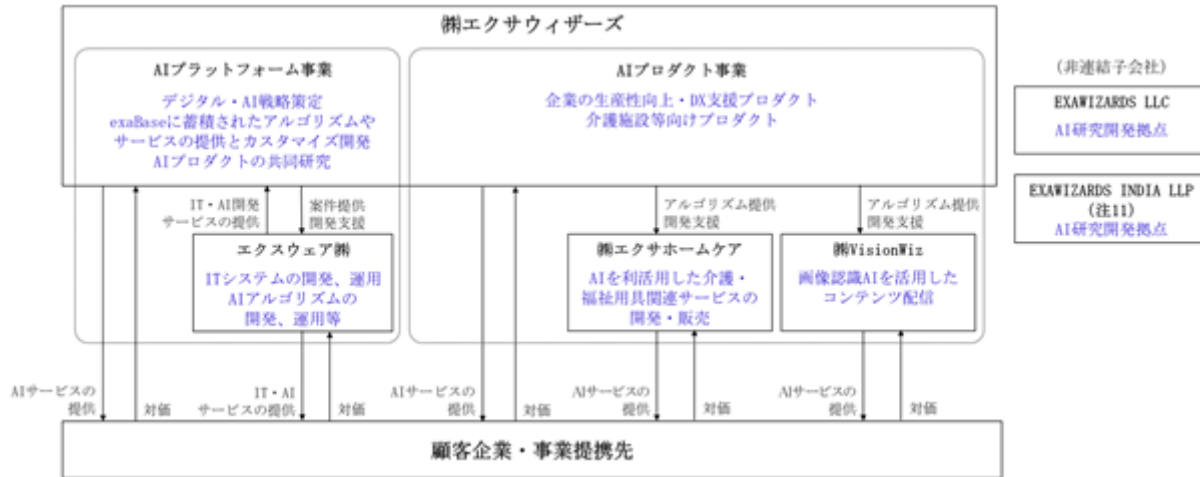 ㈱エクサウィザーズ
AIプラットフォーム事業
デジタル・AI戦略策定
exaBaseに蓄積されたアルゴリズムや
サービスの提供とカスタマイズ開発
AIプロダクトの共同研究
AIプロダクト事業
企業の生産性向上・DX支援プロダクト
介護施設等向けプロダクト
(非連結子会社)
EXAWIZARDS LLC
AI研究開発拠点
EXAWIZARDS INDIA LLP
(注11)
AI研究開発拠点
IT・AI開発
サービスの提供
案件提供
開発支援
アルゴリズム提供
開発支援
アルゴリズム提供
開発支援
エクスウェア㈱
ITシステムの開発、運用
AIアルゴリズムの
開発、運用等
㈱エクサホームケア
AIを利活用した介護・
福祉用具関連サービスの
開発・販売
㈱VisionWiz
画像認識AIを活用した
コンテンツ配信
AIサービスの
提供
対価
IT・AI
サービスの提供
対価
AIサービスの
提供
対価
AIサービスの
提供
対価
AIサービスの
提供
対価
顧客企業・事業提携先